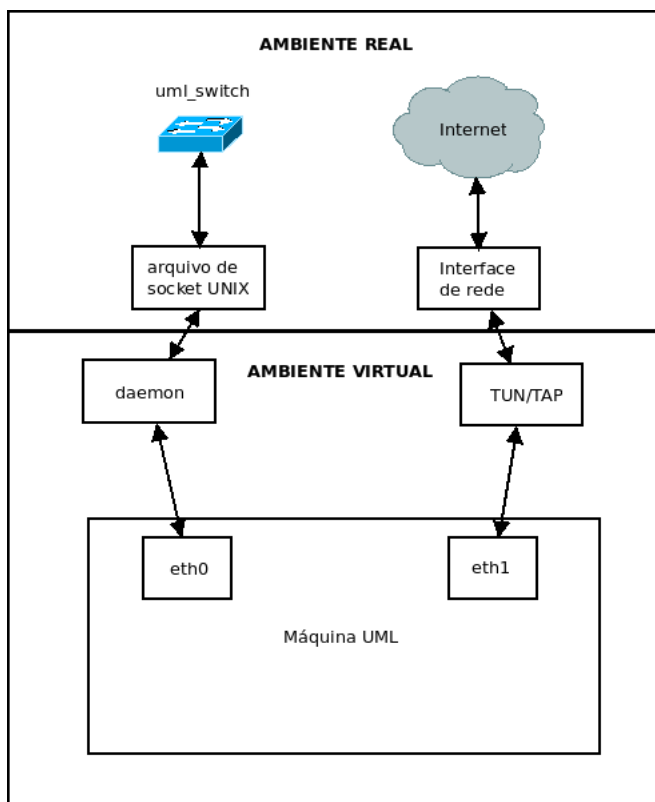 AMBIENTE REAL
uml_switch
Internet
arquivo de
socket UNIX
Interface
de rede
AMBIENTE VIRTUAL
daemon
TUN/TAP
eth0
eth1
Máquina UML